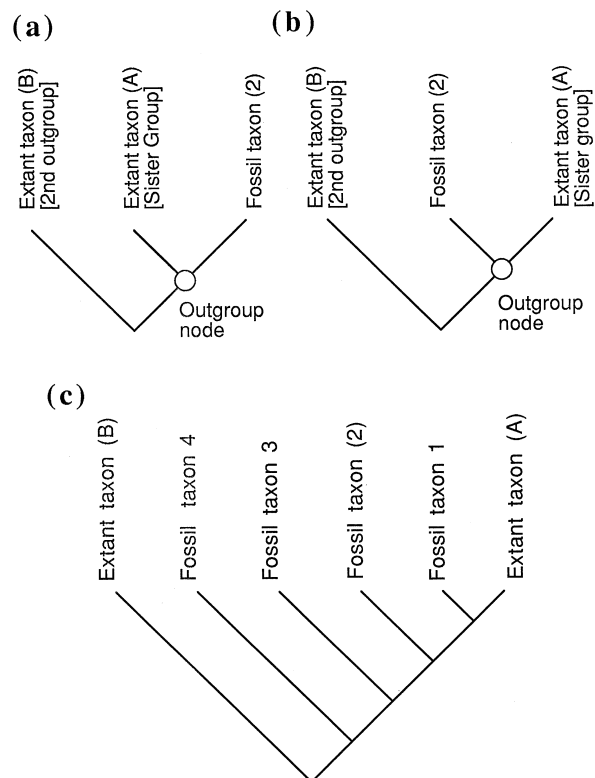 (a)
Extant taxon (B)
[2nd outgroup]
Extant taxon (A)
[Sister Group]
Fossil taxon (2)
Outgroup
node
(b)
Extant taxon (B)
[2nd outgroup]
Fossil taxon (2)
Extant taxon (A)
[Sister group]
Outgroup
node
(c)
Extant taxon (B)
Fossil taxon 4
Fossil taxon 3
Fossil taxon (2)
Fossil taxon 1
Extant taxon (A)